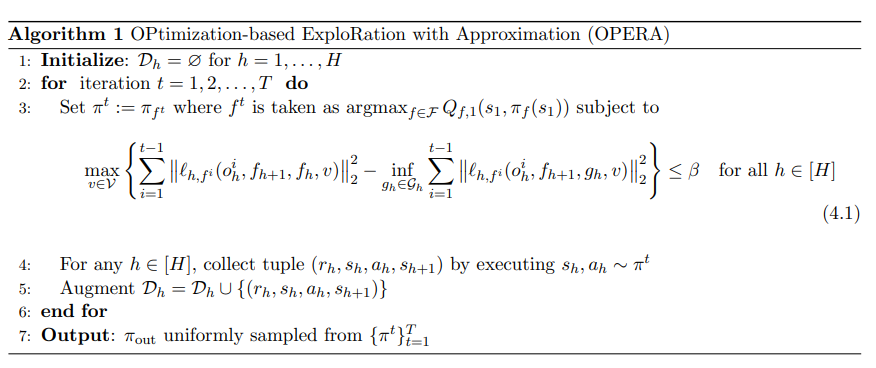 Algorithm 1 OPtimization-based ExploRation with Approximation (OPERA)
1: Initialize: $\mathcal{D}_h = \varnothing$ for $h = 1, \ldots, H$
2: for iteration $t = 1, 2, \ldots, T$ do
3: Set $\pi^t := \pi_{f^t}$ where $f^t$ is taken as $\text{argmax}_{f \in \mathcal{F}} Q_{f,1}(s_1, \pi_f(s_1))$ subject to
$\max_{v \in \mathcal{V}} \left\{ \sum_{i=1}^{t-1} \left\| \ell_{h,f^i}(o_h^i, f_{h+1}, f_h, v) \right\|_2^2 - \inf_{g_h \in \mathcal{G}_h} \sum_{i=1}^{t-1} \left\| \ell_{h,f^i}(o_h^i, f_{h+1}, g_h, v) \right\|_2^2 \right\} \leq \beta$ for all $h \in [H]$
(4.1)
4: For any $h \in [H]$, collect tuple $(r_h, s_h, a_h, s_{h+1})$ by executing $s_h, a_h \sim \pi^t$
5: Augment $\mathcal{D}_h = \mathcal{D}_h \cup \{(r_h, s_h, a_h, s_{h+1})\}$
6: end for
7: Output: $\pi_{\text{out}}$ uniformly sampled from $\{\pi^t\}_{t=1}^T$